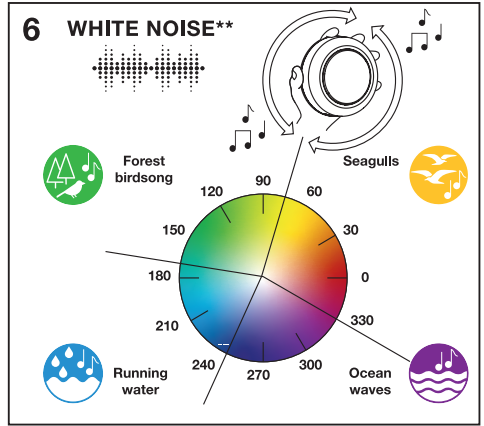 6 WHITE NOISE**
Forest
birdsong
Seagulls
90
120
60
150
30
180
0
210
330
240
300
270
Running
water
Ocean
waves